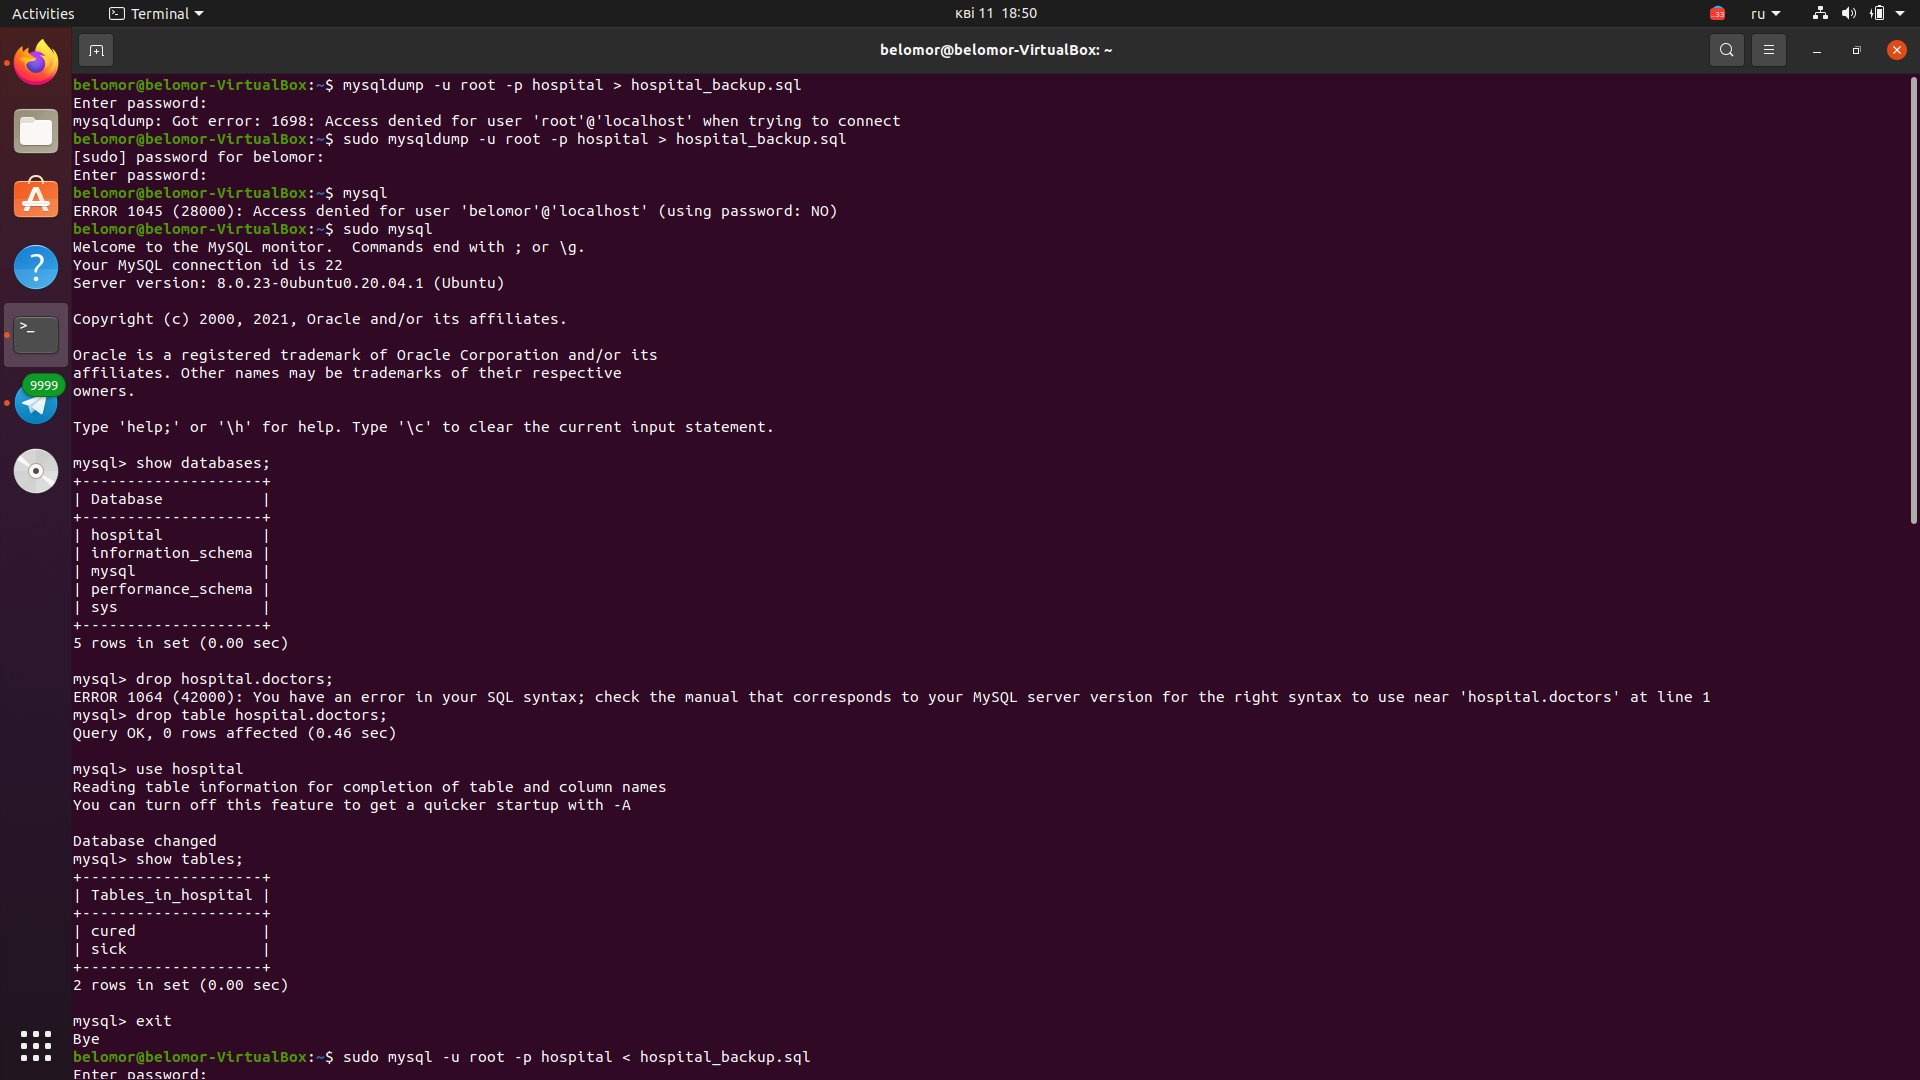 Activities
Terminal
кві 11 18:50
ru
belomor@belomor-VirtualBox: ~
belomor@belomor-VirtualBox:~$ mysqldump -u root -p hospital > hospital_backup.sql
Enter password:
mysqldump: Got error: 1698: Access denied for user 'root'@'localhost' when trying to connect
belomor@belomor-VirtualBox:~$ sudo mysqldump -u root -p hospital > hospital_backup.sql
[sudo] password for belomor:
Enter password:
belomor@belomor-VirtualBox:~$ mysql
ERROR 1045 (28000): Access denied for user 'belomor'@'localhost' (using password: NO)
belomor@belomor-VirtualBox:~$ sudo mysql
Welcome to the MySQL monitor.  Commands end with ; or \g.
Your MySQL connection id is 22
Server version: 8.0.23-0ubuntu0.20.04.1 (Ubuntu)
Copyright (c) 2000, 2021, Oracle and/or its affiliates.
Oracle is a registered trademark of Oracle Corporation and/or its
affiliates. Other names may be trademarks of their respective
owners.
Type 'help;' or '\h' for help. Type '\c' to clear the current input statement.
mysql> show databases;
+--------------------+
| Database           |
+--------------------+
| hospital           |
| information_schema |
| mysql              |
| performance_schema |
| sys                |
+--------------------+
5 rows in set (0.00 sec)
mysql> drop hospital.doctors;
ERROR 1064 (42000): You have an error in your SQL syntax; check the manual that corresponds to your MySQL server version for the right syntax to use near 'hospital.doctors' at line 1
mysql> drop table hospital.doctors;
Query OK, 0 rows affected (0.46 sec)
mysql> use hospital
Reading table information for completion of table and column names
You can turn off this feature to get a quicker startup with -A
Database changed
mysql> show tables;
+--------------------+
| Tables_in_hospital |
+--------------------+
| cured              |
| sick               |
+--------------------+
2 rows in set (0.00 sec)
mysql> exit
Bye
belomor@belomor-VirtualBox:~$ sudo mysql -u root -p hospital < hospital_backup.sql
Enter password:
9999